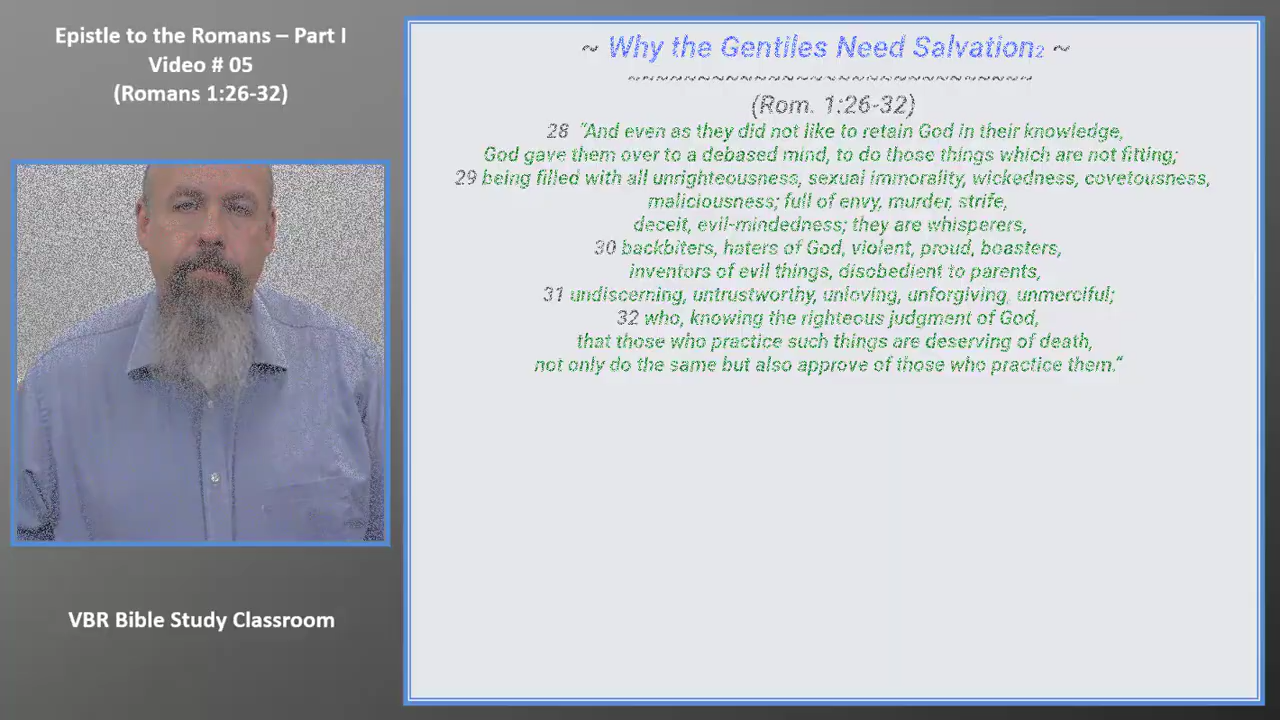 Epistle to the Romans – Part I
Video # 05
(Romans 1:26-32)
~ Why the Gentiles Need Salvation2 ~
(Rom. 1:26-32)
28 "And even as they did not like to retain God in their knowledge,
God gave them over to a debased mind, to do those things which are not fitting;
29 being filled with all unrighteousness, sexual immorality, wickedness, covetousness,
maliciousness; full of envy, murder, strife,
deceit, evil-mindedness; they are whisperers,
30 backbiters, haters of God, violent, proud, boasters,
inventors of evil things, disobedient to parents,
31 undiscerning, untrustworthy, unloving, unforgiving, unmerciful;
32 who, knowing the righteous judgment of God,
that those who practice such things are deserving of death,
not only do the same but also approve of those who practice them."
VBR Bible Study Classroom